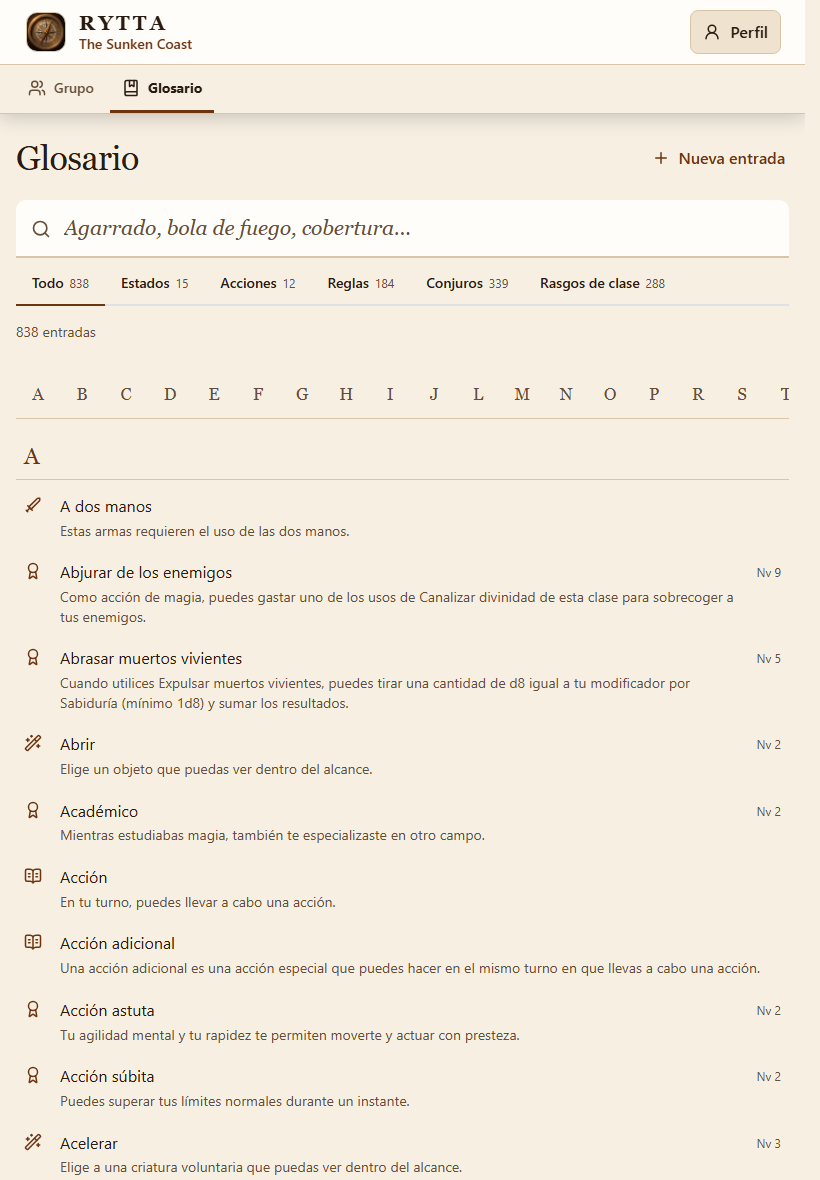 RYTTA
The Sunken Coast
Perfil
Grupo
Glosario
Glosario
Nueva entrada
Agarrado, bola de fuego, cobertura...
Todo 838 Estados 15 Acciones 12 Reglas 184 Conjuros 339 Rasgos de clase 288
838 entradas
A B C D E F G H I J L M N O P R S T
A
A dos manos
Estas armas requieren el uso de las dos manos.
Abjurar de los enemigos Nv 9
Como acción de magia, puedes gastar uno de los usos de Canalizar divinidad de esta clase para sobrecoger a
tus enemigos.
Abrasar muertos vivientes Nv 5
Cuando utilices Expulsar muertos vivientes, puedes tirar una cantidad de d8 igual a tu modificador por
Sabiduría (mínimo 1d8) y sumar los resultados.
Abrir Nv 2
Elige un objeto que puedas ver dentro del alcance.
Académico Nv 2
Mientras estudiabas magia, también te especializaste en otro campo.
Acción
En tu turno, puedes llevar a cabo una acción.
Acción adicional
Una acción adicional es una acción especial que puedes hacer en el mismo turno en que llevas a cabo una acción.
Acción astuta Nv 2
Tu agilidad mental y tu rapidez te permiten moverte y actuar con presteza.
Acción súbita Nv 2
Puedes superar tus límites normales durante un instante.
Acelerar Nv 3
Elige a una criatura voluntaria que puedas ver dentro del alcance.